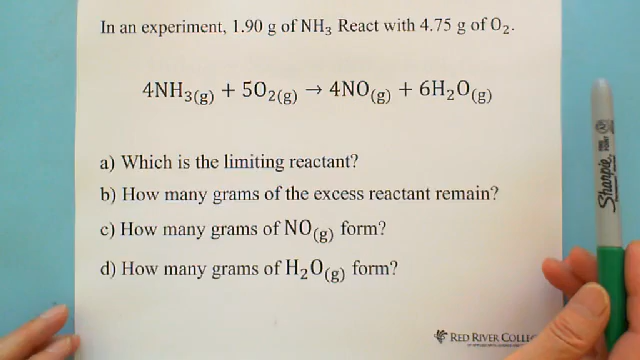 In an experiment, 1.90 g of NH₃ React with 4.75 g of O₂.
4NH₃(g) + 5O₂(g) → 4NO(g) + 6H₂O(g)
a) Which is the limiting reactant?
b) How many grams of the excess reactant remain?
c) How many grams of NO(g) form?
d) How many grams of H₂O(g) form?
Sharpie
RED RIVER COLLE